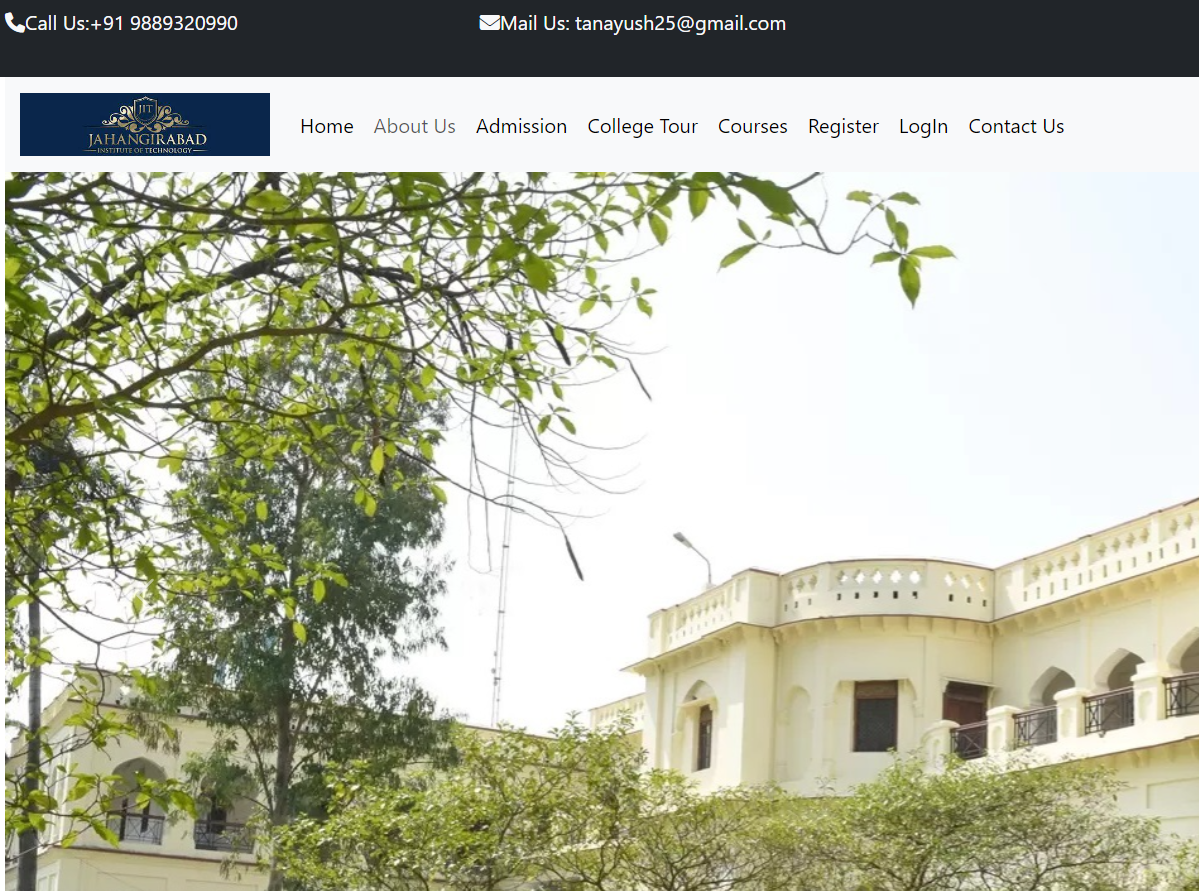 Call Us:+91 9889320990
Mail Us: tanayush25@gmail.com
JIT
JAHANGIRABAD
INSTITUTE OF TECHNOLOGY
Home About Us Admission College Tour Courses Register LogIn Contact Us